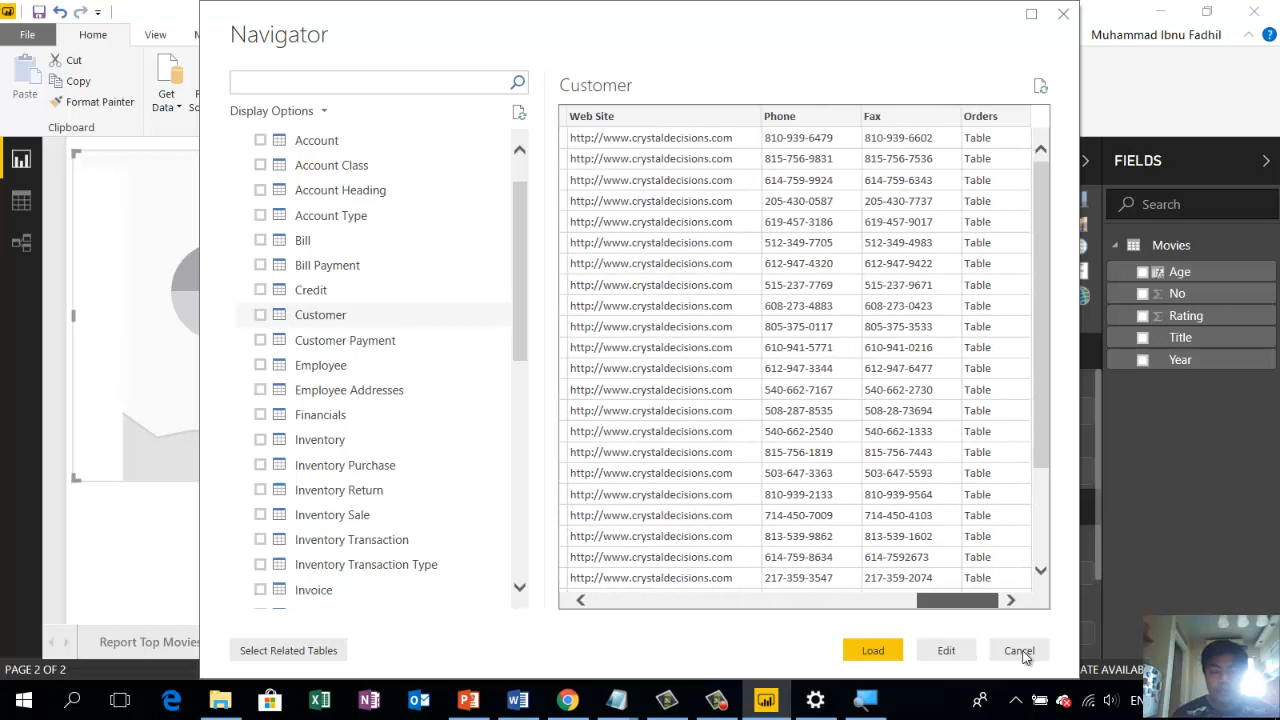 File
Home
View
Cut
Copy
Format Painter
Paste
Clipboard
Get
Data
Navigator
Display Options
Account
Account Class
Account Heading
Account Type
Bill
Bill Payment
Credit
Customer
Customer Payment
Employee
Employee Addresses
Financials
Inventory
Inventory Purchase
Inventory Return
Inventory Sale
Inventory Transaction
Inventory Transaction Type
Invoice
Select Related Tables
Customer
Web Site Phone Fax Orders
http://www.crystaldecisions.com 810-939-6479 810-939-6602 Table
http://www.crystaldecisions.com 815-756-9831 815-756-7536 Table
http://www.crystaldecisions.com 614-759-9924 614-759-6343 Table
http://www.crystaldecisions.com 205-430-0587 205-430-7737 Table
http://www.crystaldecisions.com 619-457-3186 619-457-9017 Table
http://www.crystaldecisions.com 512-349-7705 512-349-4983 Table
http://www.crystaldecisions.com 612-947-4320 612-947-9422 Table
http://www.crystaldecisions.com 515-237-7769 515-237-9671 Table
http://www.crystaldecisions.com 608-273-4883 608-273-0423 Table
http://www.crystaldecisions.com 805-375-0117 805-375-3533 Table
http://www.crystaldecisions.com 610-941-5771 610-941-0216 Table
http://www.crystaldecisions.com 612-947-3344 612-947-6477 Table
http://www.crystaldecisions.com 540-662-7167 540-662-2730 Table
http://www.crystaldecisions.com 508-287-8535 508-28-73694 Table
http://www.crystaldecisions.com 540-662-2540 540-662-1333 Table
http://www.crystaldecisions.com 815-756-1819 815-756-7443 Table
http://www.crystaldecisions.com 503-647-3363 503-647-5593 Table
http://www.crystaldecisions.com 810-939-2133 810-939-9564 Table
http://www.crystaldecisions.com 714-450-7009 714-450-4103 Table
http://www.crystaldecisions.com 813-539-9862 813-539-1602 Table
http://www.crystaldecisions.com 614-759-8634 614-7592673 Table
http://www.crystaldecisions.com 217-359-3547 217-359-2074 Table
Load
Edit
Cancel
Muhammad Ibnu Fadhil
FIELDS
Search
Movies
Age
No
Rating
Title
Year
Report Top Movies
PAGE 2 OF 2
ATE AVAILAB
EN